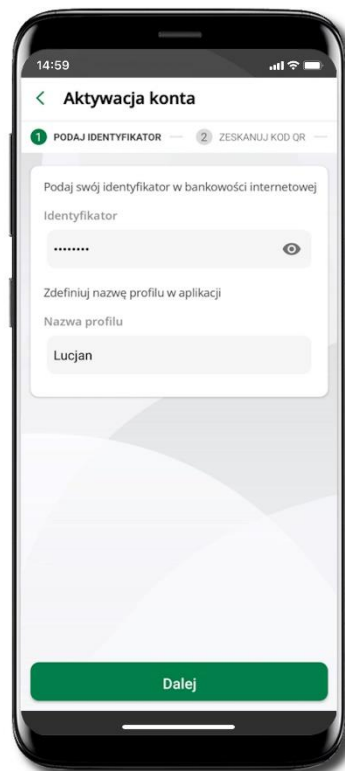 14:59
Aktywacja konta
1 PODAJ IDENTYFIKATOR 2 ZESKANUJ KOD QR
Podaj swój identyfikator w bankowości internetowej
Identyfikator
••••••••
Zdefiniuj nazwę profilu w aplikacji
Nazwa profilu
Lucjan
Dalej